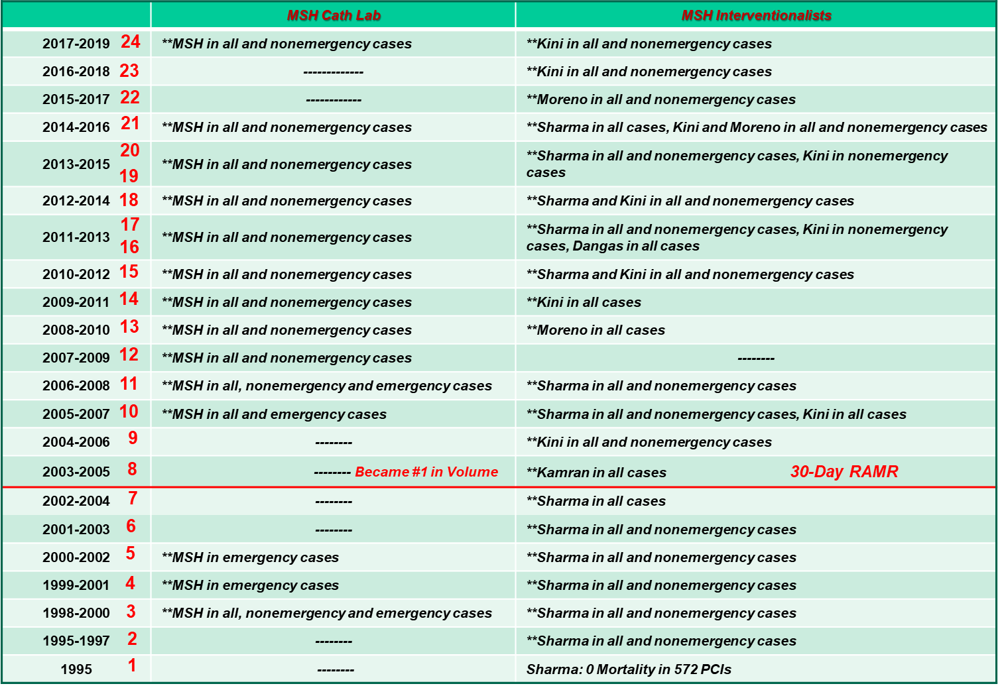 MSH Cath Lab MSH Interventionalists
2017-2019 24 **MSH in all and nonemergency cases **Kini in all and nonemergency cases
2016-2018 23 ------------- **Kini in all and nonemergency cases
2015-2017 22 ------------ **Moreno in all and nonemergency cases
2014-2016 21 **MSH in all and nonemergency cases **Sharma in all cases, Kini and Moreno in all and nonemergency cases
20
2013-2015 **MSH in all and nonemergency cases **Sharma in all and nonemergency cases, Kini in nonemergency
19 cases
2012-2014 18 **MSH in all and nonemergency cases **Sharma and Kini in all and nonemergency cases
17
2011-2013 **MSH in all and nonemergency cases **Sharma in all and nonemergency cases, Kini in nonemergency
16 cases, Dangas in all cases
2010-2012 15 **MSH in all and nonemergency cases **Sharma and Kini in all and nonemergency cases
2009-2011 14 **MSH in all and nonemergency cases **Kini in all cases
2008-2010 13 **MSH in all and nonemergency cases **Moreno in all cases
2007-2009 12 **MSH in all and nonemergency cases --------
2006-2008 11 **MSH in all, nonemergency and emergency cases **Sharma in all and nonemergency cases
2005-2007 10 **MSH in all and emergency cases **Sharma in all and nonemergency cases, Kini in all cases
2004-2006 9 -------- **Kini in all and nonemergency cases
2003-2005 8 -------- Became #1 in Volume **Kamran in all cases 30-Day RAMR
2002-2004 7 -------- **Sharma in all cases
2001-2003 6 -------- **Sharma in all and nonemergency cases
2000-2002 5 **MSH in emergency cases **Sharma in all and nonemergency cases
1999-2001 4 **MSH in emergency cases **Sharma in all and nonemergency cases
1998-2000 3 **MSH in all, nonemergency and emergency cases **Sharma in all and nonemergency cases
1995-1997 2 -------- **Sharma in all and nonemergency cases
1995 1 -------- Sharma: 0 Mortality in 572 PCIs